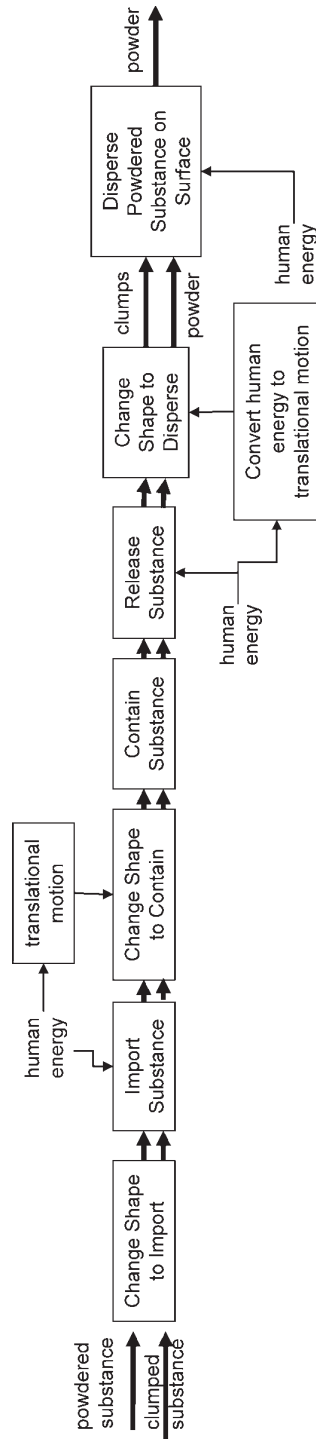 powdered
substance
clumped
substance
Change Shape
to Import
Import
Substance
human
energy
translational
motion
Change Shape
to Contain
Contain
Substance
Release
Substance
human
energy
Convert human
energy to
translational motion
Change
Shape to
Disperse
clumps
powder
human
energy
Disperse
Powdered
Substance on
Surface
powder